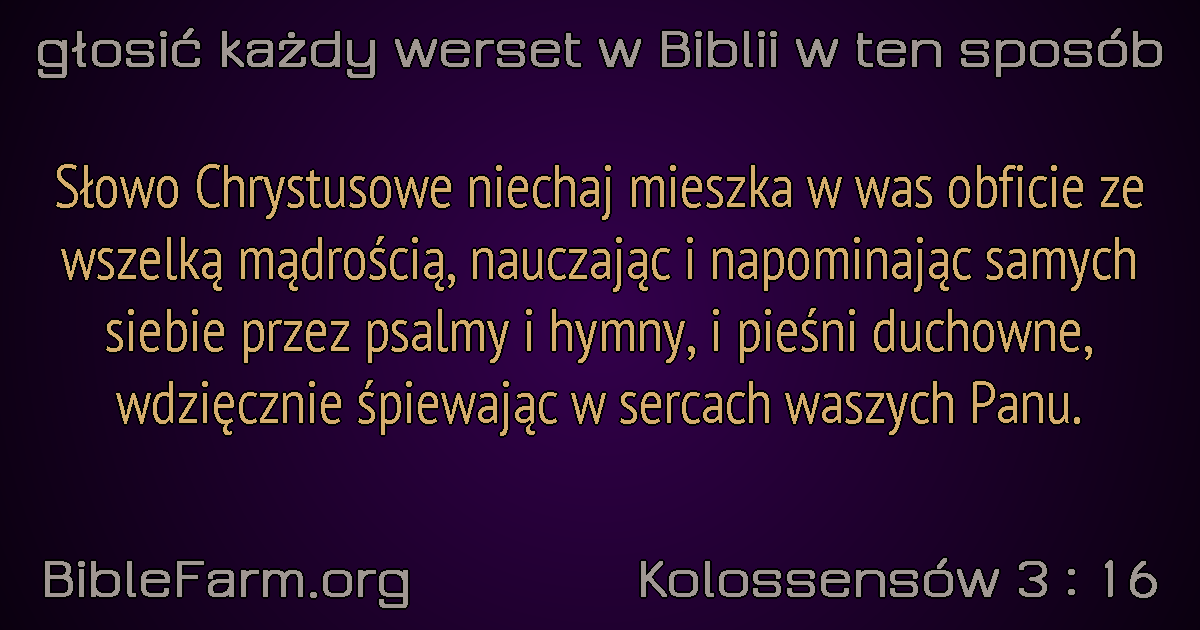 głosić każdy werset w Biblii w ten sposób
Słowo Chrystusowe niechaj mieszka w was obficie ze
wszelką mądrością, nauczając i napominając samych
siebie przez psalmy i hymny, i pieśni duchowne,
wdzięcznie śpiewając w sercach waszych Panu.
BibleFarm.org
Kolossensów 3 : 16